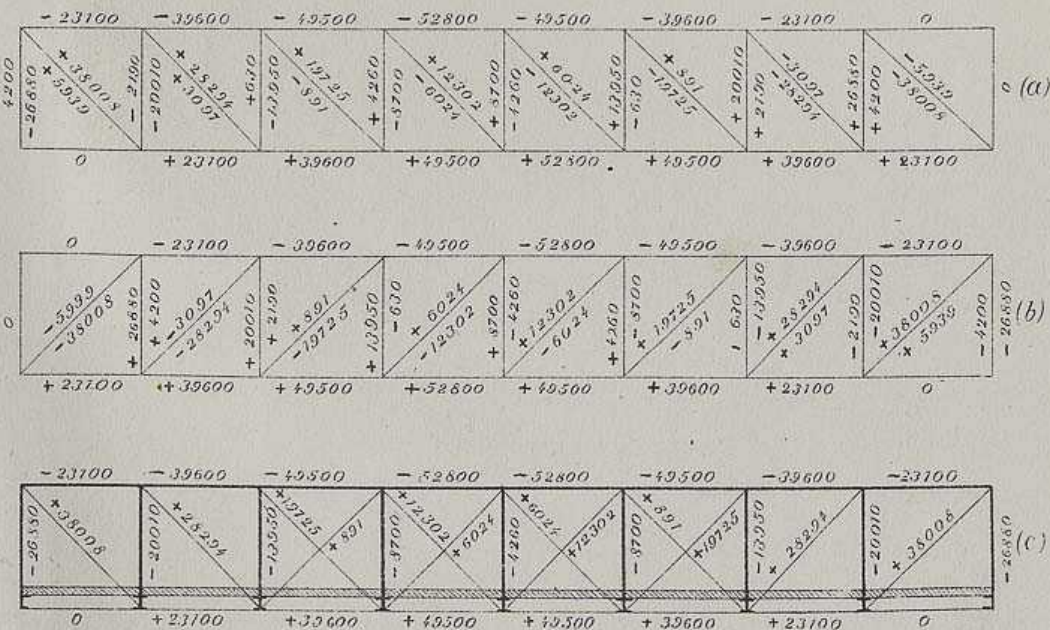 − 23100 − 39600 − 49500 − 52800 − 49500 − 39600 − 23100 0
4200 − 26880 × 38008 × 5939 − 2190 − 20010 × 28294 × 3097 + 630 − 13950 × 19725 − 891 + 4260 − 8700 × 12302 − 6024 + 8700 − 4260 × 6024 − 12302 + 13950 − 630 × 891 − 19725 + 20010 + 2190 − 3097 − 28294 + 26880 + 4200 − 5939 − 38008 0 (a)
0 + 23100 + 39600 + 49500 + 52800 + 49500 + 39600 + 23100
0 − 23100 − 39600 − 49500 − 52800 − 49500 − 39600 − 23100
0 − 5939 − 38008 + 26880 + 4200 − 3097 − 28294 + 20010 + 2190 × 891 − 19725 + 13950 − 630 × 6024 − 12302 + 8700 − 4260 × 12302 − 6024 + 4260 − 8700 × 19725 − 891 − 630 − 13950 × 28294 × 3097 − 2190 − 20010 × 38008 × 5939 − 4200 − 26880 (b)
+ 23100 + 39600 + 49500 + 52800 + 49500 + 39600 + 23100 0
− 23100 − 39600 − 49500 − 52800 − 52800 − 49500 − 39600 − 23100
− 26880 × 38008 − 20010 × 28294 − 13950 + 19725 + 891 − 8700 + 12302 × 6024 − 4260 × 6024 + 12302 − 8700 × 891 + 19725 − 13950 × 28294 − 20010 × 38008 − 26880 (c)
0 + 23100 + 39600 + 49500 + 49500 + 39600 + 23100 0